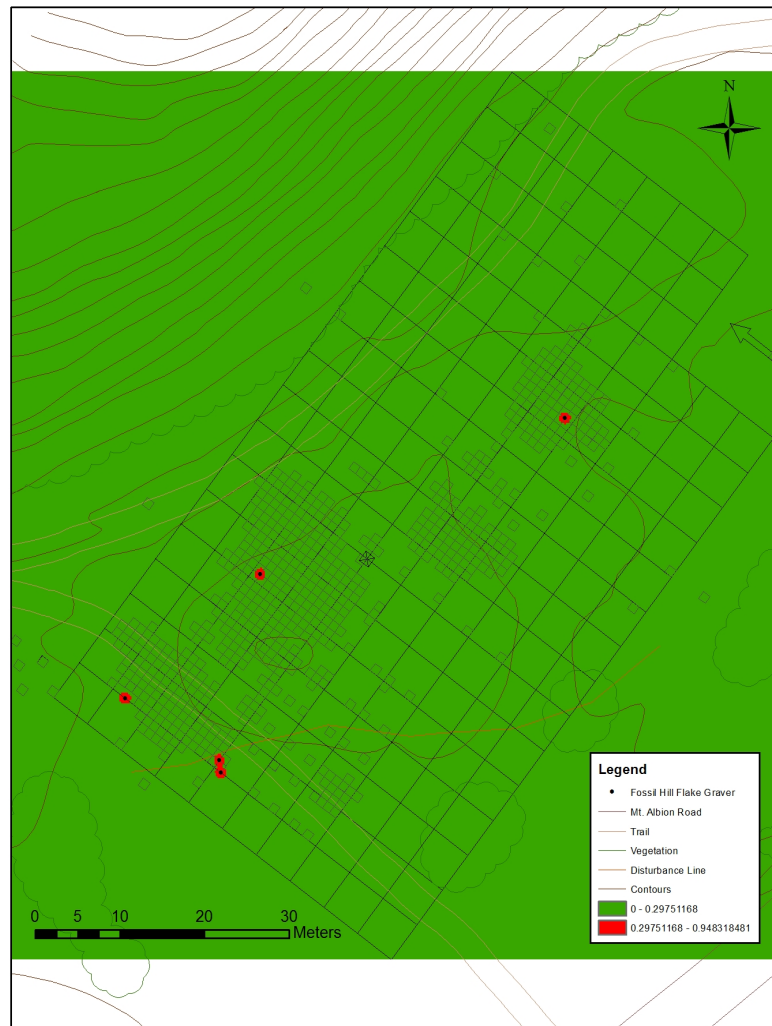 N
Legend
Fossil Hill Flake Graver
Mt. Albion Road
Trail
Vegetation
Disturbance Line
Contours
0 - 0.29751168
0.29751168 - 0.948318481
0 5 10 20 30
Meters